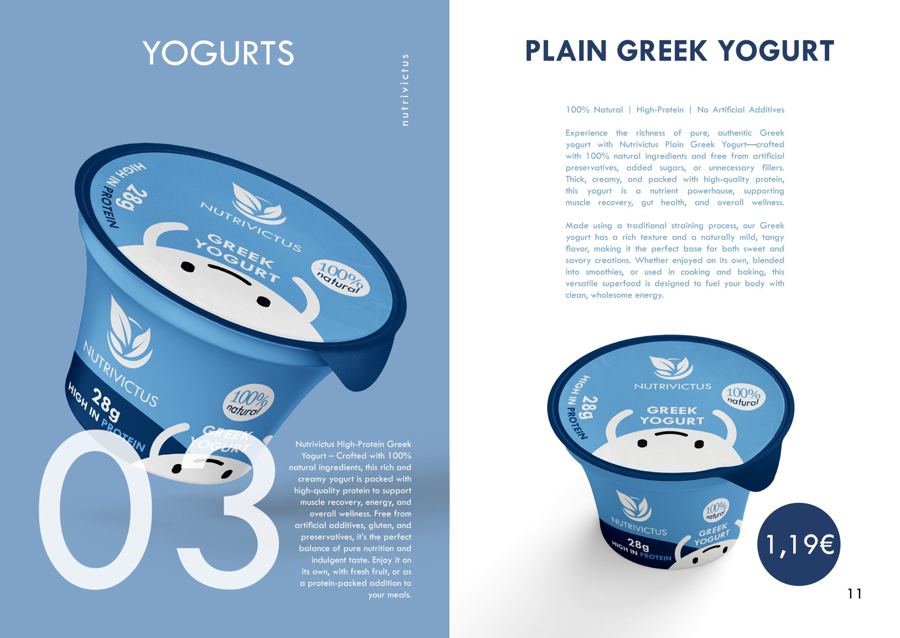 YOGURTS
nutrivictus
HIGH IN PROTEIN
28g
NUTRIVICTUS
GREEK
YOGURT
100%
natural
NUTRIVICTUS
28g
HIGH IN PROTEIN
100%
natural
GREEK
YOGURT
03
Nutrivictus High-Protein Greek
Yogurt – Crafted with 100%
natural ingredients, this rich and
creamy yogurt is packed with
high-quality protein to support
muscle recovery, energy, and
overall wellness. Free from
artificial additives, gluten, and
preservatives, it's the perfect
balance of pure nutrition and
indulgent taste. Enjoy it on
its own, with fresh fruit, or as
a protein-packed addition to
your meals.
PLAIN GREEK YOGURT
100% Natural | High-Protein | No Artificial Additives
Experience the richness of pure, authentic Greek
yogurt with Nutrivictus Plain Greek Yogurt—crafted
with 100% natural ingredients and free from artificial
preservatives, added sugars, or unnecessary fillers.
Thick, creamy, and packed with high-quality protein,
this yogurt is a nutrient powerhouse, supporting
muscle recovery, gut health, and overall wellness.
Made using a traditional straining process, our Greek
yogurt has a rich texture and a naturally mild, tangy
flavor, making it the perfect base for both sweet and
savory creations. Whether enjoyed on its own, blended
into smoothies, or used in cooking and baking, this
versatile superfood is designed to fuel your body with
clean, wholesome energy.
HIGH IN PROTEIN
28g
NUTRIVICTUS
100%
natural
GREEK
YOGURT
NUTRIVICTUS
100%
natural
28g
HIGH IN PROTEIN
GREEK
YOGURT
1,19€
11